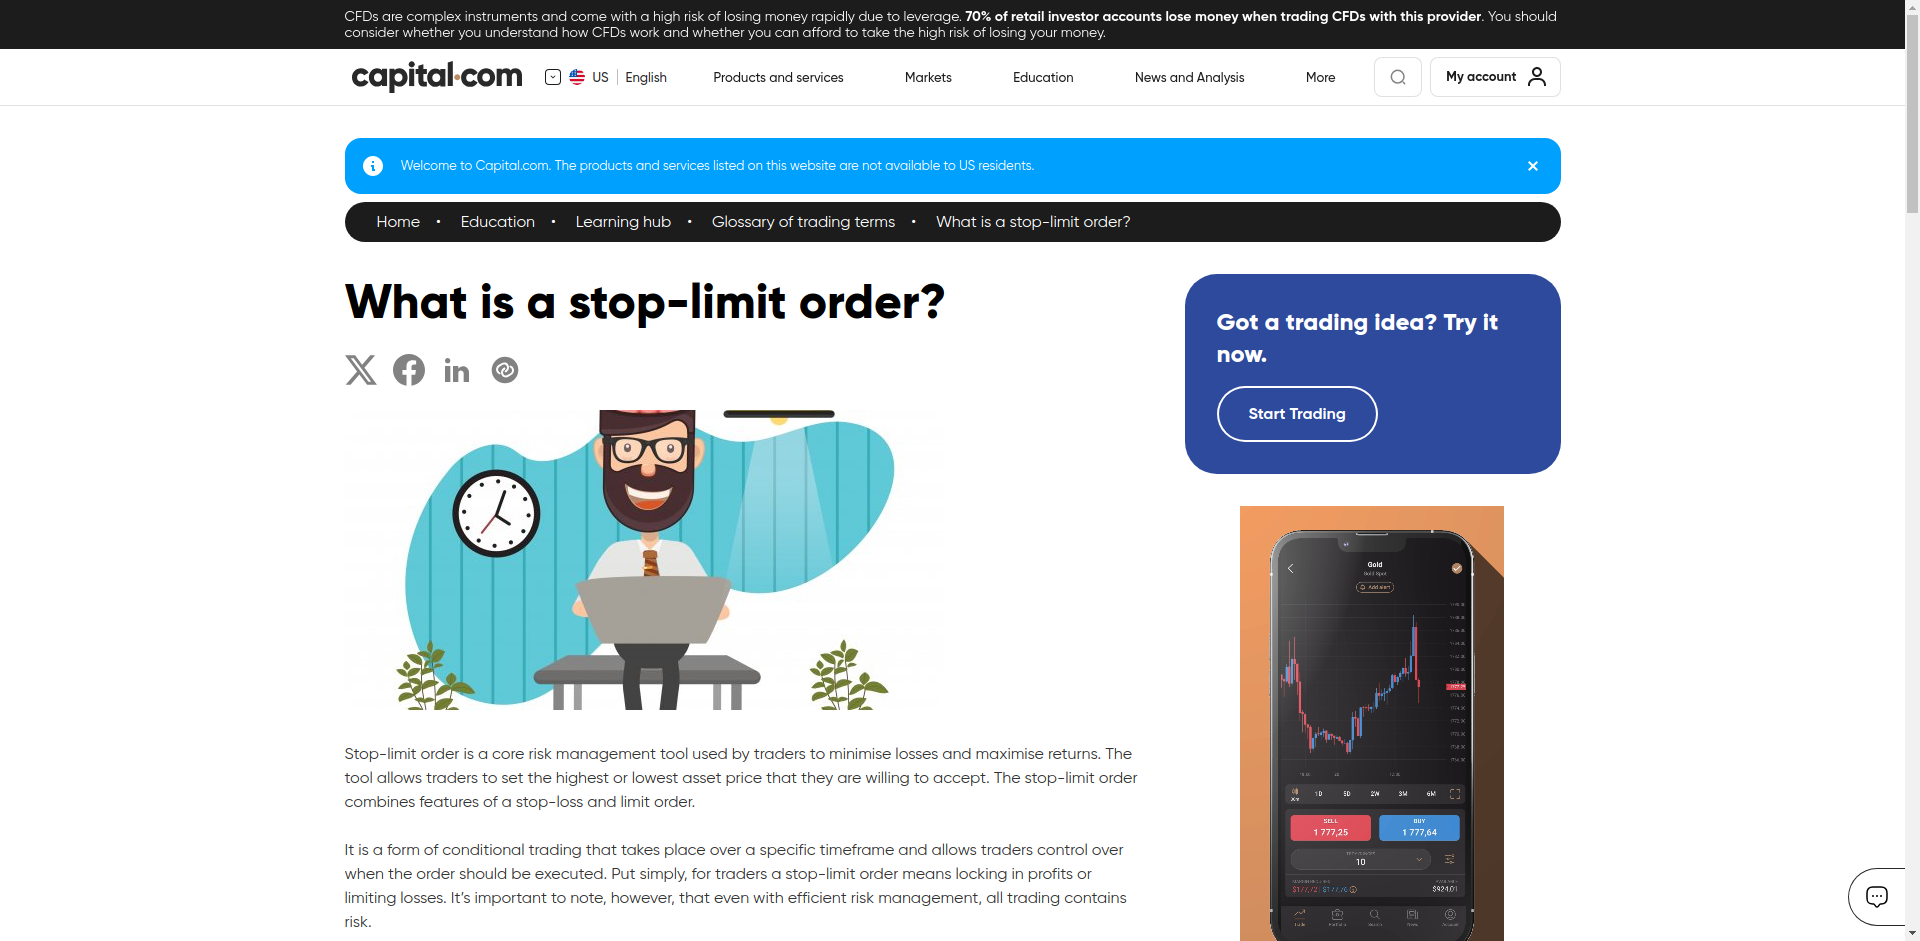 CFDs are complex instruments and come with a high risk of losing money rapidly due to leverage. 70% of retail investor accounts lose money when trading CFDs with this provider. You should
consider whether you understand how CFDs work and whether you can afford to take the high risk of losing your money.
capital.com
US English
Products and services
Markets
Education
News and Analysis
More
My account
Welcome to Capital.com. The products and services listed on this website are not available to US residents.
Home • Education • Learning hub • Glossary of trading terms • What is a stop-limit order?
What is a stop-limit order?
Stop-limit order is a core risk management tool used by traders to minimise losses and maximise returns. The
tool allows traders to set the highest or lowest asset price that they are willing to accept. The stop-limit order
combines features of a stop-loss and limit order.
It is a form of conditional trading that takes place over a specific timeframe and allows traders control over
when the order should be executed. Put simply, for traders a stop-limit order means locking in profits or
limiting losses. It’s important to note, however, that even with efficient risk management, all trading contains
risk.
Got a trading idea? Try it
now.
Start Trading
Gold
Gold Spot
Add alert
1D 5D 2W 3M 6M
SELL
1 777,25
BUY
1 777,64
10
$924.01